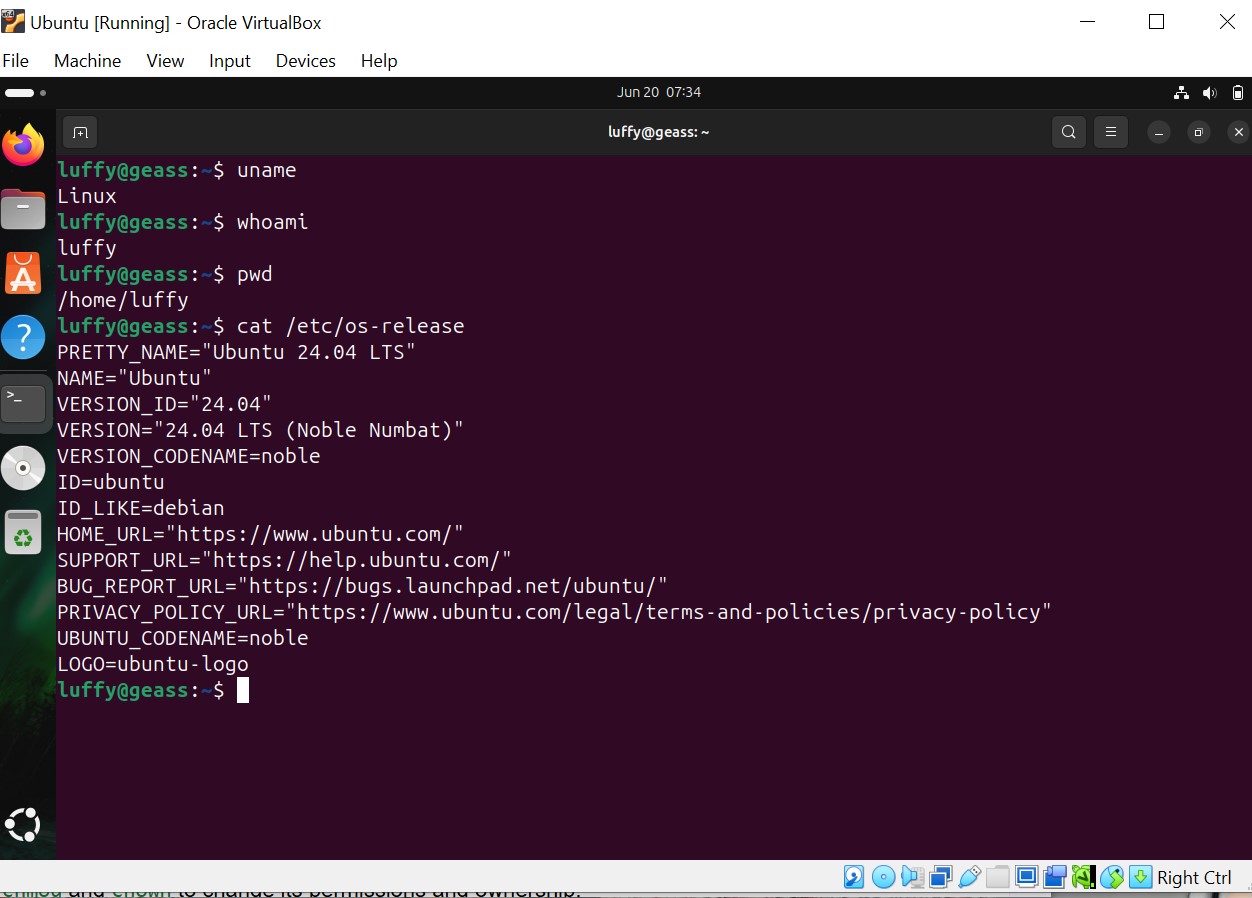 Ubuntu [Running] - Oracle VirtualBox
File Machine View Input Devices Help
Jun 20 07:34
luffy@geass: ~
luffy@geass:~$ uname
Linux
luffy@geass:~$ whoami
luffy
luffy@geass:~$ pwd
/home/luffy
luffy@geass:~$ cat /etc/os-release
PRETTY_NAME="Ubuntu 24.04 LTS"
NAME="Ubuntu"
VERSION_ID="24.04"
VERSION="24.04 LTS (Noble Numbat)"
VERSION_CODENAME=noble
ID=ubuntu
ID_LIKE=debian
HOME_URL="https://www.ubuntu.com/"
SUPPORT_URL="https://help.ubuntu.com/"
BUG_REPORT_URL="https://bugs.launchpad.net/ubuntu/"
PRIVACY_POLICY_URL="https://www.ubuntu.com/legal/terms-and-policies/privacy-policy"
UBUNTU_CODENAME=noble
LOGO=ubuntu-logo
luffy@geass:~$
Right Ctrl
and chown to change its permissions and ownership.